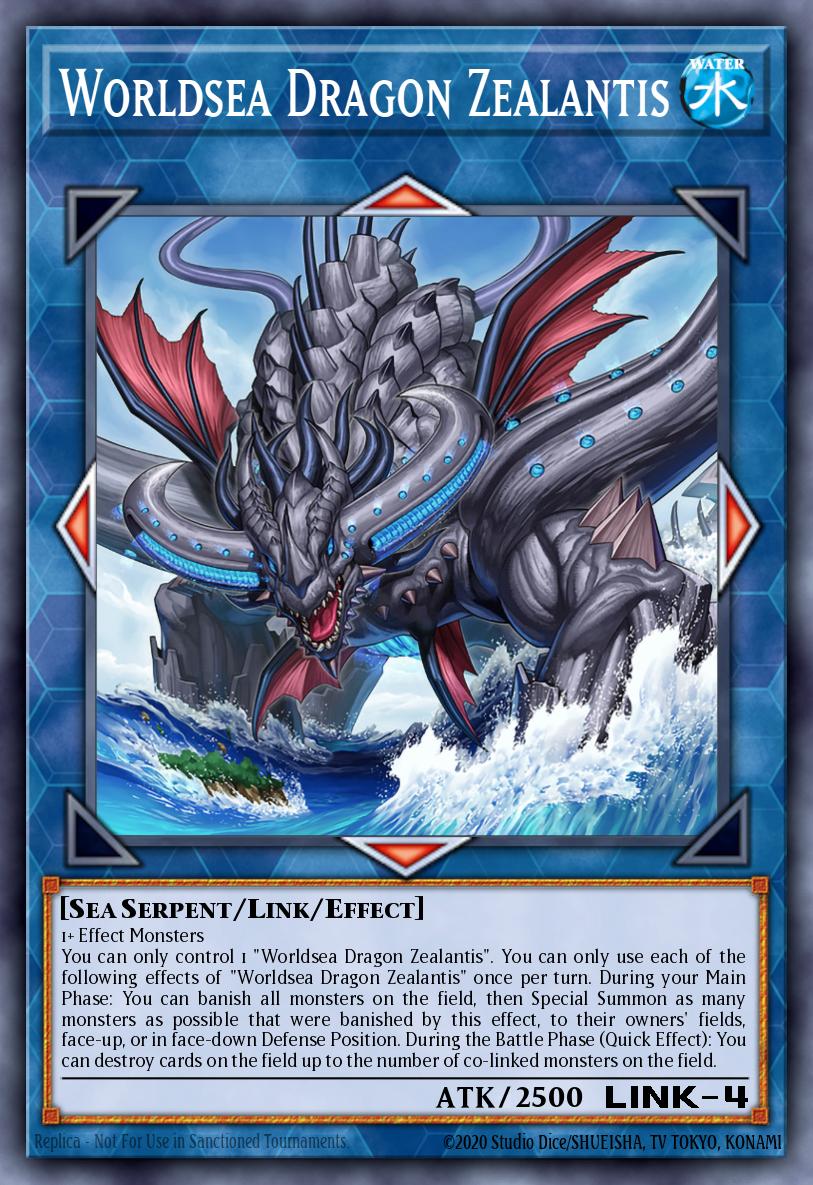 WORLDSEA DRAGON ZEALANTIS
WATER
水
[SEA SERPENT/LINK/EFFECT]
1+ Effect Monsters
You can only control 1 "Worldsea Dragon Zealantis". You can only use each of the
following effects of "Worldsea Dragon Zealantis" once per turn. During your Main
Phase: You can banish all monsters on the field, then Special Summon as many
monsters as possible that were banished by this effect, to their owners' fields,
face-up, or in face-down Defense Position. During the Battle Phase (Quick Effect): You
can destroy cards on the field up to the number of co-linked monsters on the field.
ATK/2500 LINK-4
Replica - Not For Use in Sanctioned Tournaments.
©2020 Studio Dice/SHUEISHA, TV TOKYO, KONAMI